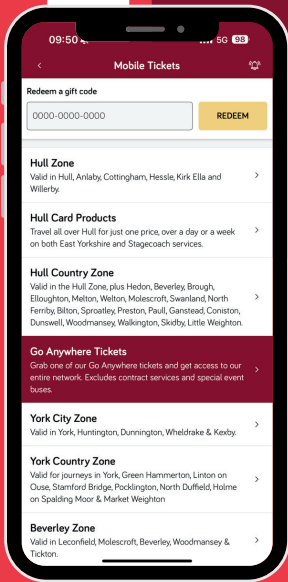 09:50
5G 98
Mobile Tickets
Redeem a gift code
0000-0000-0000
REDEEM
Hull Zone
Valid in Hull, Anlaby, Cottingham, Hessle, Kirk Ella and
Willerby.
Hull Card Products
Travel all over Hull for just one price, over a day or a week
on both East Yorkshire and Stagecoach services.
Hull Country Zone
Valid in the Hull Zone, plus Hedon, Beverley, Brough,
Elloughton, Melton, Welton, Molescroft, Swanland, North
Ferriby, Bilton, Sproatley, Preston, Paull, Ganstead, Coniston,
Dunswell, Woodmansey, Walkington, Skidby, Little Weighton.
Go Anywhere Tickets
Grab one of our Go Anywhere tickets and get access to our
entire network. Excludes contract services and special event
buses.
York City Zone
Valid in York, Huntington, Dunnington, Wheldrake & Kexby.
York Country Zone
Valid for journeys in York, Green Hammerton, Linton on
Ouse, Stamford Bridge, Pocklington, North Duffield, Holme
on Spalding Moor & Market Weighton
Beverley Zone
Valid in Leconfield, Molescroft, Beverley, Woodmansey &
Tickton.